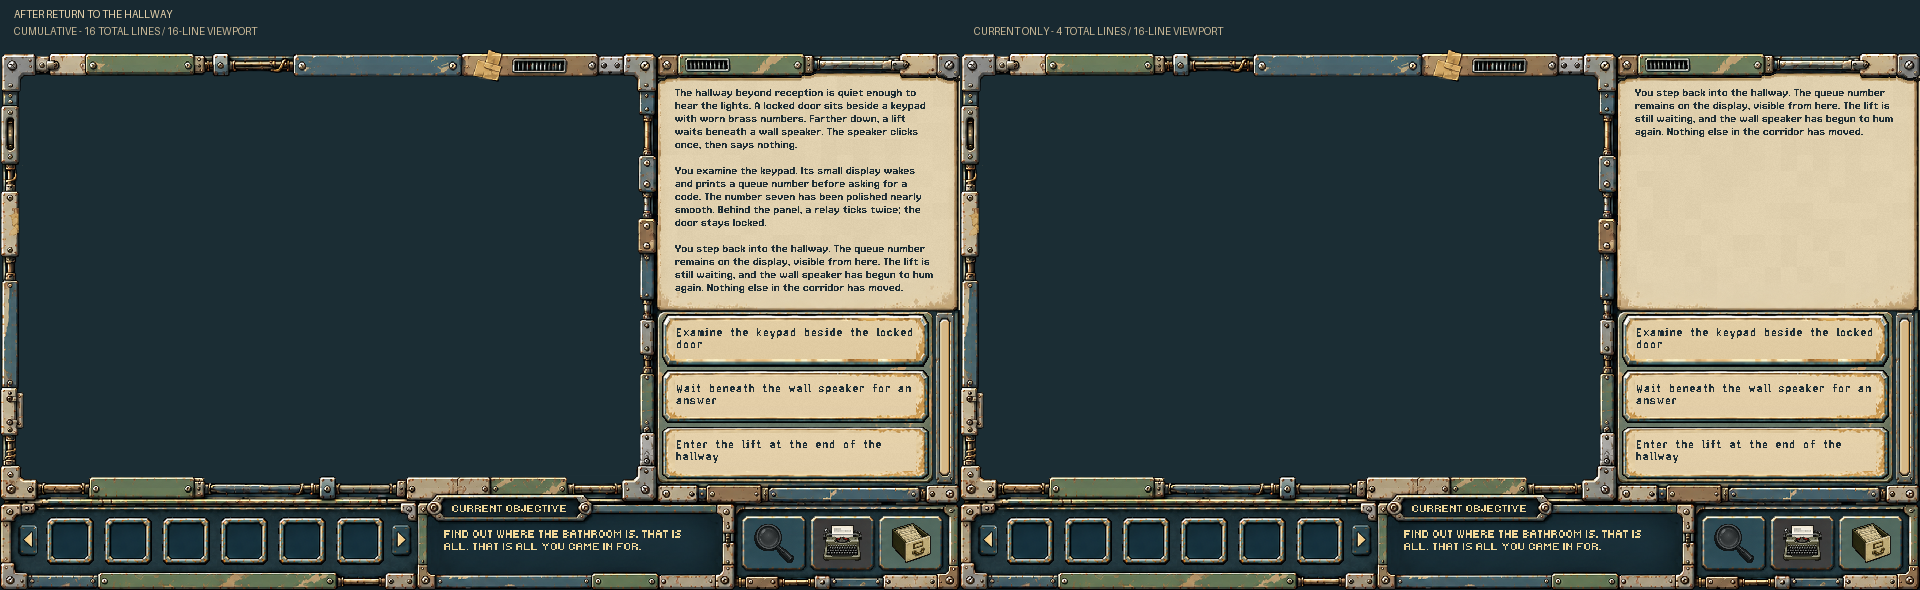 AFTER RETURN TO THE HALLWAY
CUMULATIVE - 16 TOTAL LINES / 16-LINE VIEWPORT
The hallway beyond reception is quiet enough to
hear the lights. A locked door sits beside a keypad
with worn brass numbers. Farther down, a lift
waits beneath a wall speaker. The speaker clicks
once, then says nothing.
You examine the keypad. Its small display wakes
and prints a queue number before asking for a
code. The number seven has been polished nearly
smooth. Behind the panel, a relay ticks twice; the
door stays locked.
You step back into the hallway. The queue number
remains on the display, visible from here. The lift is
still waiting, and the wall speaker has begun to hum
again. Nothing else in the corridor has moved.
Examine the keypad beside the locked
door
Wait beneath the wall speaker for an
answer
Enter the lift at the end of the
hallway
CURRENT OBJECTIVE
FIND OUT WHERE THE BATHROOM IS. THAT IS
ALL. THAT IS ALL YOU CAME IN FOR.
CURRENT ONLY - 4 TOTAL LINES / 16-LINE VIEWPORT
You step back into the hallway. The queue number
remains on the display, visible from here. The lift is
still waiting, and the wall speaker has begun to hum
again. Nothing else in the corridor has moved.
Examine the keypad beside the locked
door
Wait beneath the wall speaker for an
answer
Enter the lift at the end of the
hallway
CURRENT OBJECTIVE
FIND OUT WHERE THE BATHROOM IS. THAT IS
ALL. THAT IS ALL YOU CAME IN FOR.